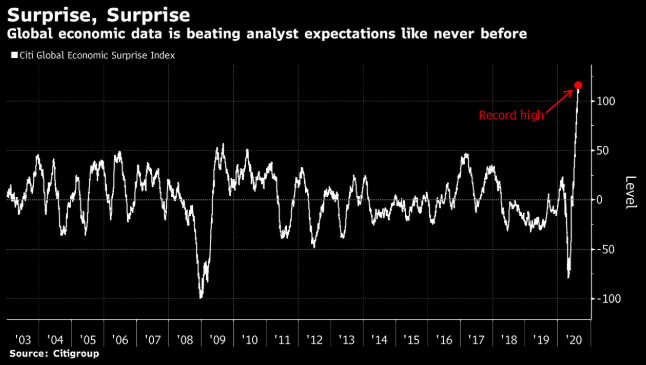 Surprise, Surprise
Global economic data is beating analyst expectations like never before
Citi Global Economic Surprise Index
Record high
100
50
0
-50
-100
Level
'03 '04 '05 '06 '07 '08 '09 '10 '11 '12 '13 '14 '15 '16 '17 '18 '19 '20
Source: Citigroup